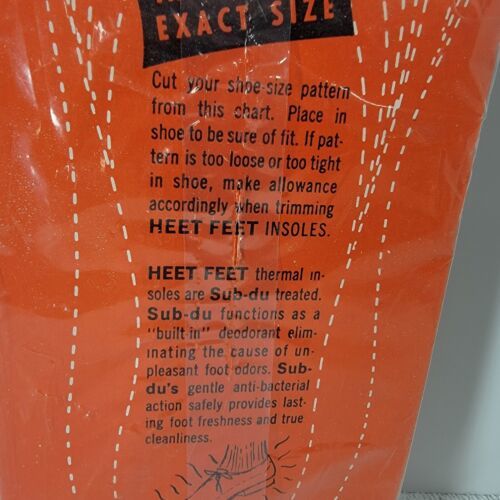 EXACT SIZE
Cut your shoe-size pattern
from this chart. Place in
shoe to be sure of fit. If pat-
tern is too loose or too tight
in shoe, make allowance
accordingly when trimming
HEET FEET INSOLES.
HEET FEET thermal in-
soles are Sub-du treated.
Sub-du functions as a
"built-in" deodorant elim-
inating the cause of un-
pleasant foot odors. Sub-
du's gentle anti-bacterial
action safely provides last-
ing foot freshness and true
cleanliness.